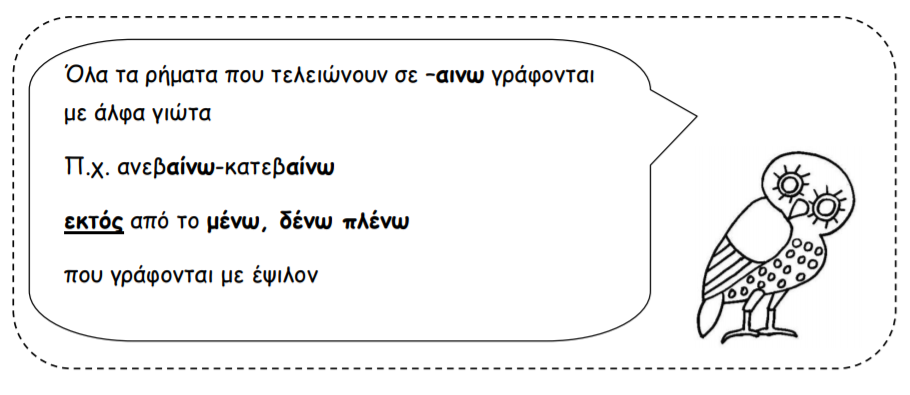 Όλα τα ρήματα που τελειώνουν σε –αινω γράφονται
με άλφα γιώτα
Π.χ. ανεβαίνω-κατεβαίνω
εκτός από το μένω, δένω πλένω
που γράφονται με έψιλον